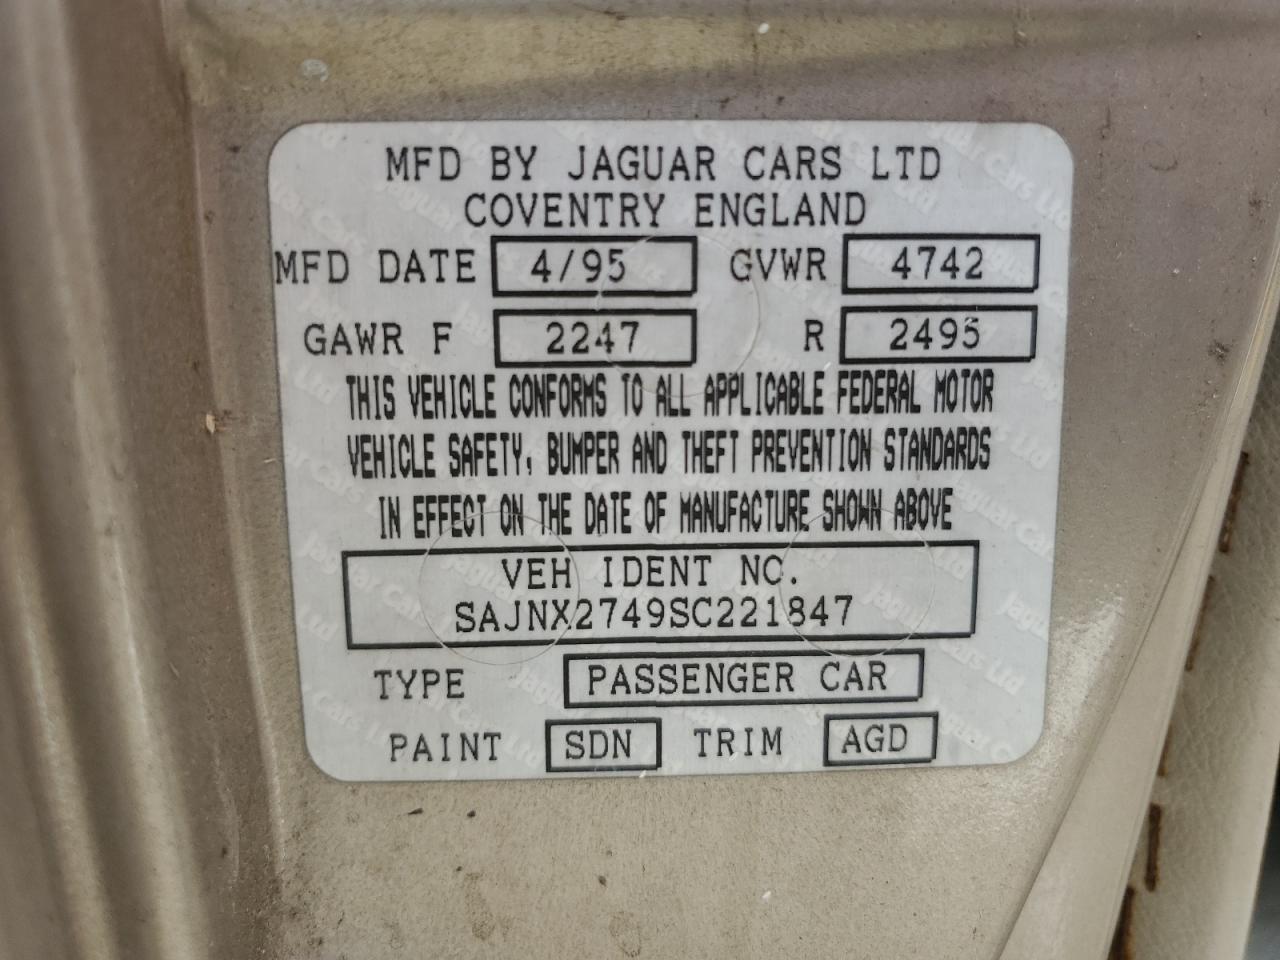 MFD BY JAGUAR CARS LTD
COVENTRY ENGLAND
MFD DATE 4/95 GVWR 4742
GAWR F 2247 R 2495
THIS VEHICLE CONFORMS TO ALL APPLICABLE FEDERAL MOTOR
VEHICLE SAFETY, BUMPER AND THEFT PREVENTION STANDARDS
IN EFFECT ON THE DATE OF MANUFACTURE SHOWN ABOVE
VEH IDENT NO.
SAJNX2749SC221847
TYPE PASSENGER CAR
PAINT SDN TRIM AGD